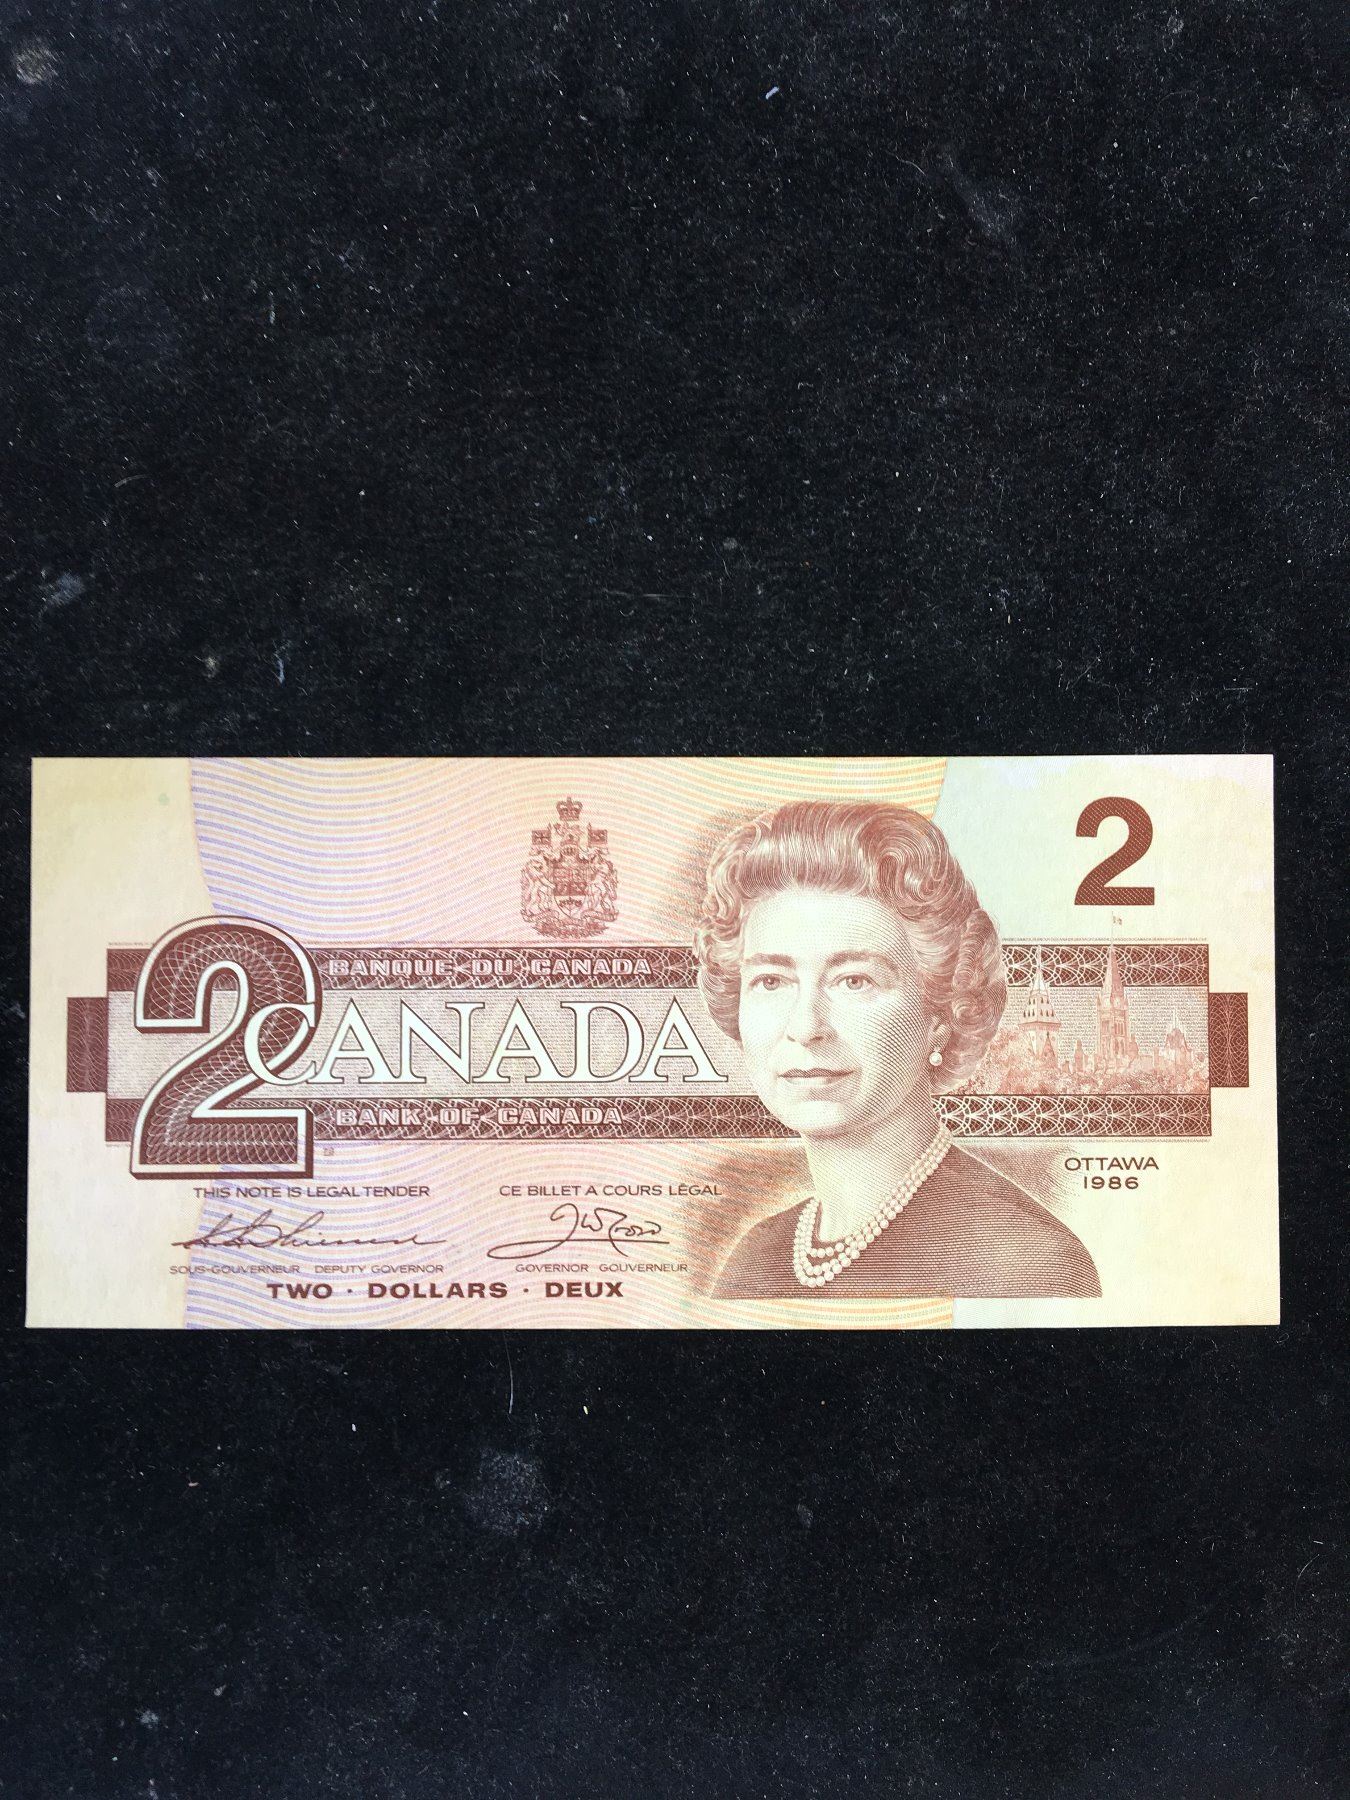 2
BANQUE DU CANADA
2 CANADA
BANK OF CANADA
OTTAWA
1986
THIS NOTE IS LEGAL TENDER CE BILLET A COURS LÉGAL
SOUS-GOUVERNEUR DEPUTY GOVERNOR GOVERNOR GOUVERNEUR
TWO · DOLLARS · DEUX